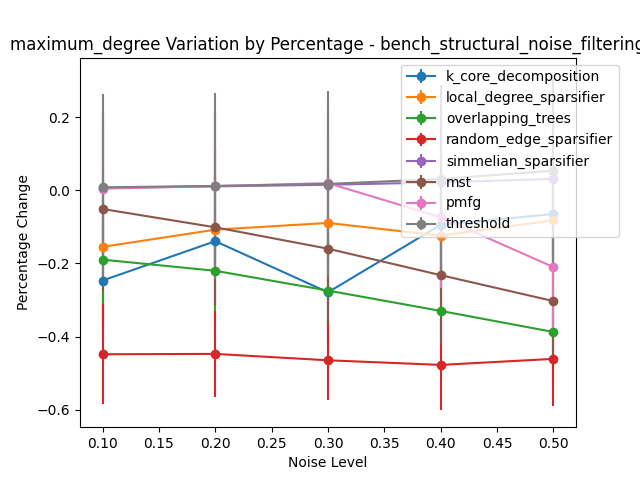 maximum_degree Variation by Percentage - bench_structural_noise_filtering
k_core_decomposition
local_degree_sparsifier
overlapping_trees
random_edge_sparsifier
simmelian_sparsifier
mst
pmfg
threshold
Percentage Change
0.2
0.0
−0.2
−0.4
−0.6
0.10
0.15
0.20
0.25
0.30
0.35
0.40
0.45
0.50
Noise Level